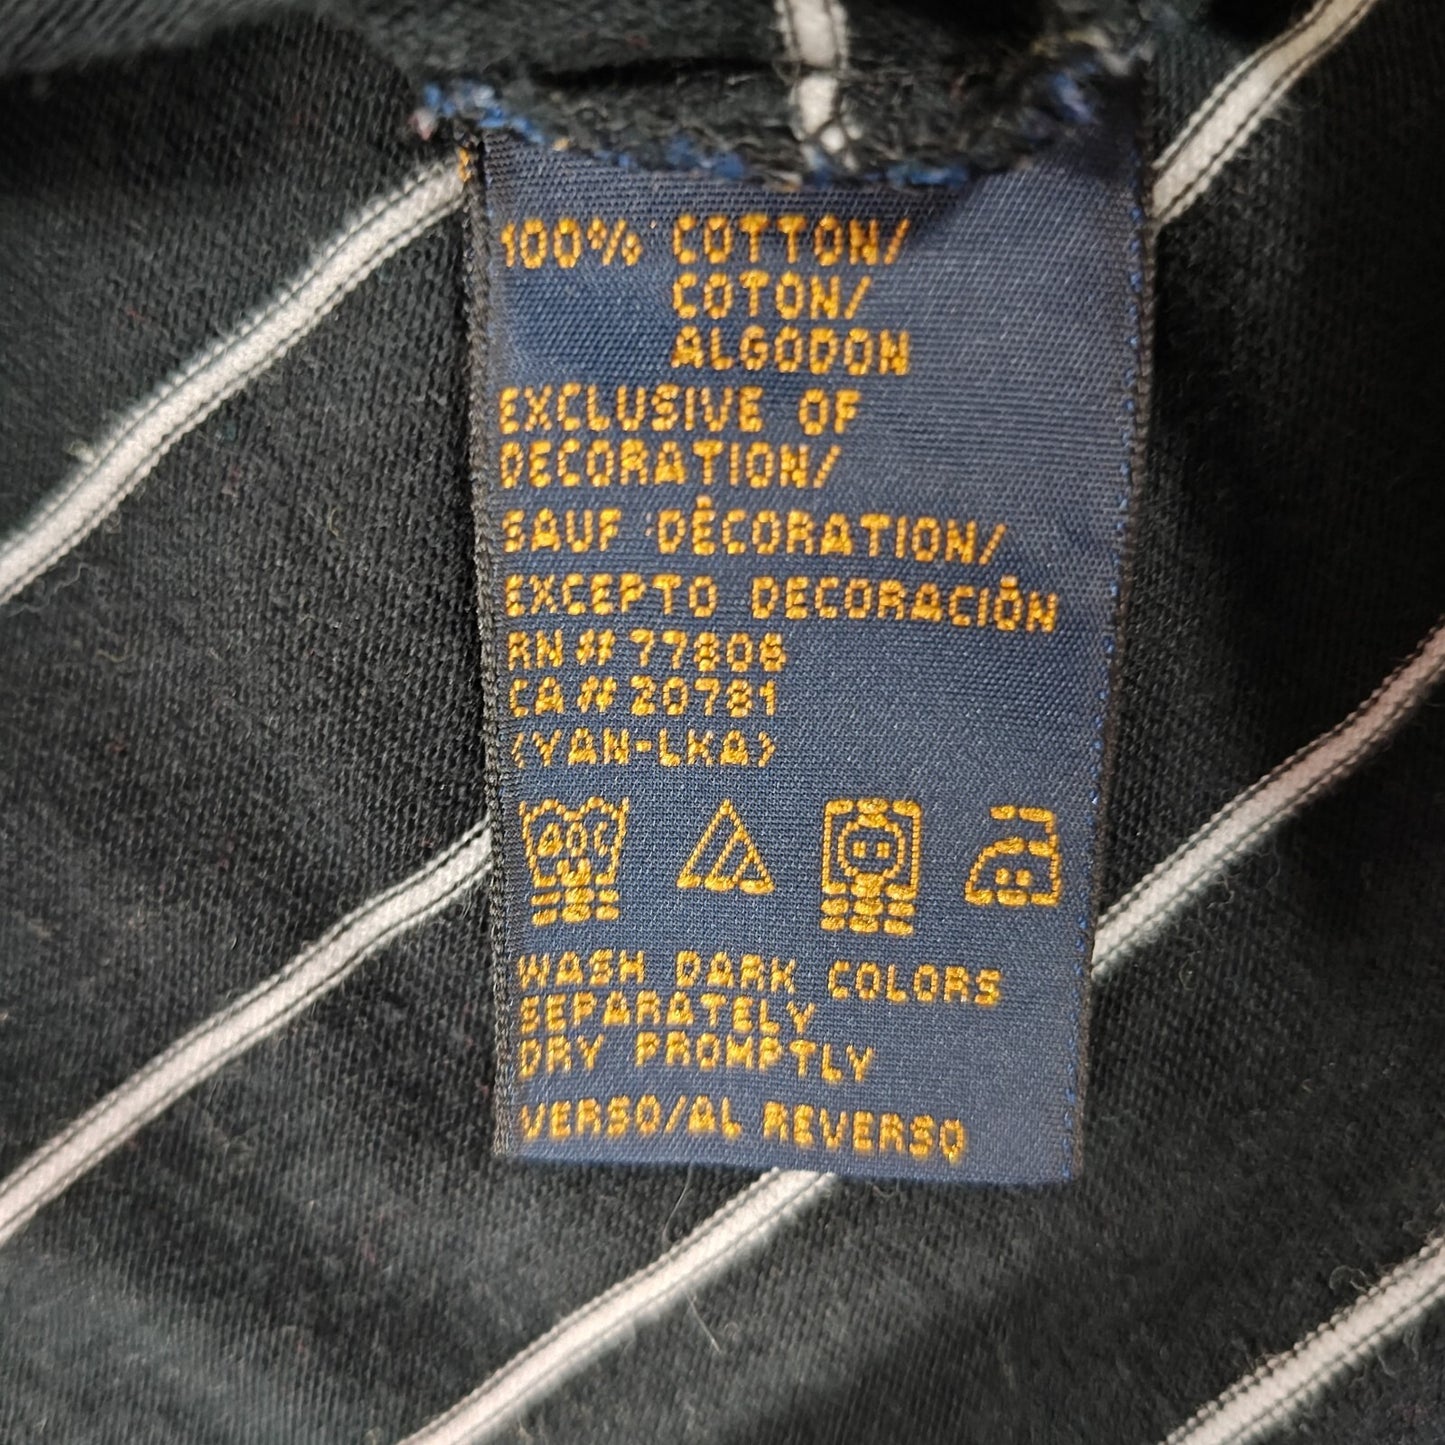 100% COTTON/
COTON/
ALGODON
EXCLUSIVE OF
DECORATION/
SAUF DÉCORATION/
EXCEPTO DECORACIÓN
RN # 77806
CA # 20781
(YAN-LKA)
WASH DARK COLORS
SEPARATELY
DRY PROMPTLY
VERSO/AL REVERSO